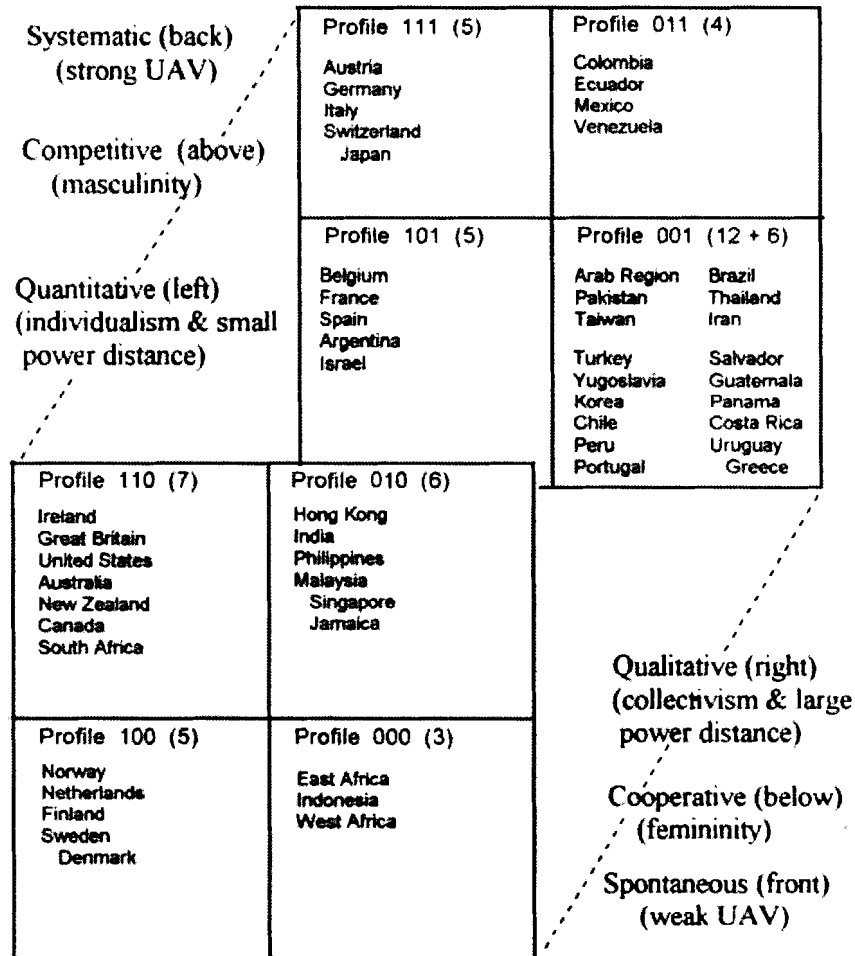 Systematic (back)
(strong UAV)
Competitive (above)
(masculinity)
Quantitative (left)
(individualism & small
power distance)
Profile 111 (5)
Austria
Germany
Italy
Switzerland
Japan
Profile 011 (4)
Colombia
Ecuador
Mexico
Venezuela
Profile 101 (5)
Belgium
France
Spain
Argentina
Israel
Profile 001 (12 + 6)
Arab Region Brazil
Pakistan Thailand
Taiwan Iran
Turkey Salvador
Yugoslavia Guatemala
Korea Panama
Chile Costa Rica
Peru Uruguay
Portugal Greece
Profile 110 (7)
Ireland
Great Britain
United States
Australia
New Zealand
Canada
South Africa
Profile 010 (6)
Hong Kong
India
Philippines
Malaysia
Singapore
Jamaica
Profile 100 (5)
Norway
Netherlands
Finland
Sweden
Denmark
Profile 000 (3)
East Africa
Indonesia
West Africa
Qualitative (right)
(collectivism & large
power distance)
Cooperative (below)
(femininity)
Spontaneous (front)
(weak UAV)